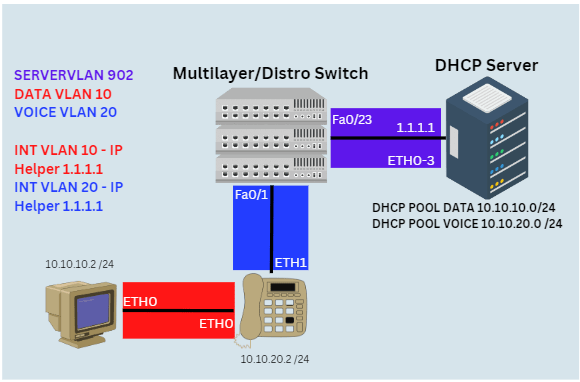 SERVERVLAN 902
DATA VLAN 10
VOICE VLAN 20
INT VLAN 10 - IP
Helper 1.1.1.1
INT VLAN 20 - IP
Helper 1.1.1.1
Multilayer/Distro Switch
DHCP Server
Fa0/23
1.1.1.1
ETH0-3
DHCP POOL DATA 10.10.10.0/24
DHCP POOL VOICE 10.10.20.0 /24
Fa0/1
ETH1
10.10.10.2 /24
ETH0
ETH0
10.10.20.2 /24